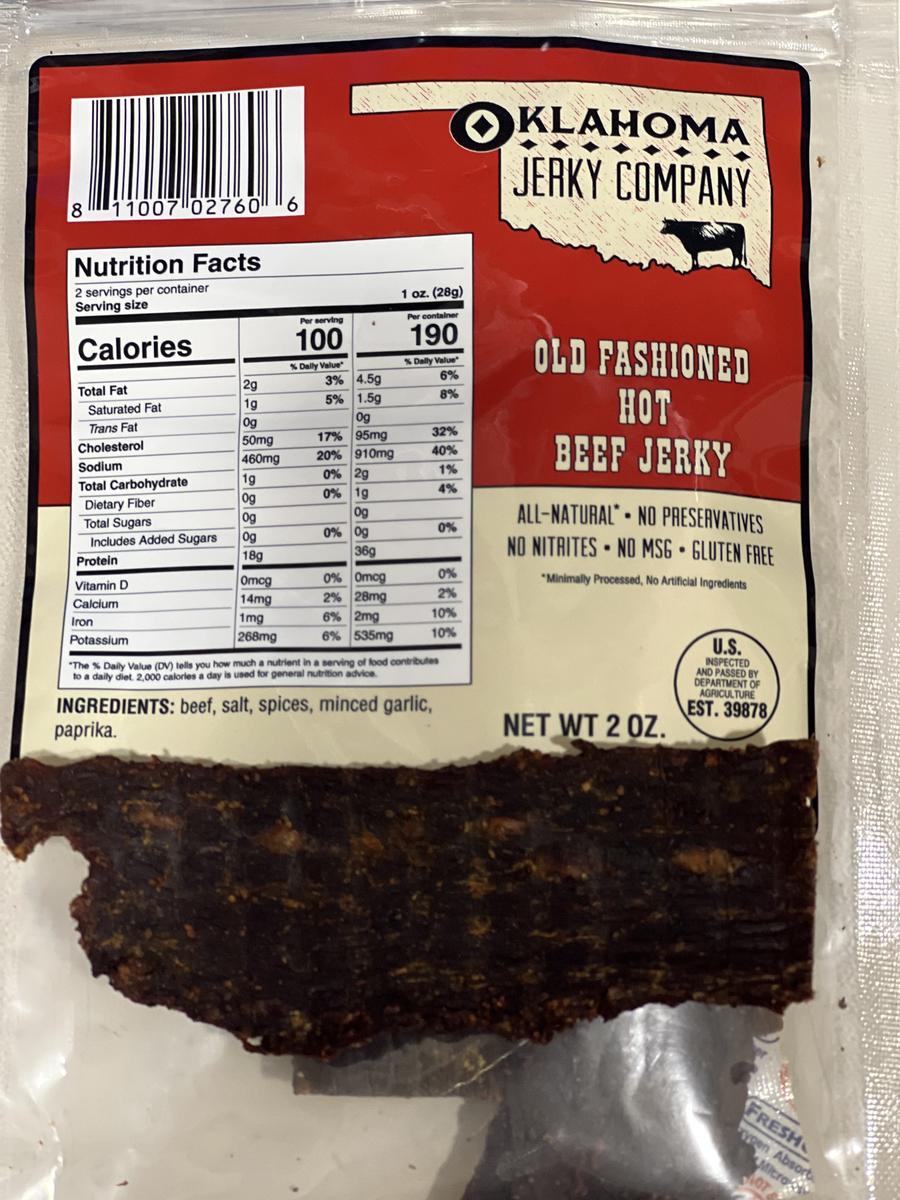 8 11007 02760 6
OKLAHOMA
JERKY COMPANY
Nutrition Facts
2 servings per container
Serving size 1 oz. (28g)
Per serving Per container
Calories 100 190
% Daily Value* % Daily Value*
Total Fat 2g 3% 4.5g 6%
Saturated Fat 1g 5% 1.5g 8%
Trans Fat 0g 0g
Cholesterol 50mg 17% 95mg 32%
Sodium 460mg 20% 910mg 40%
Total Carbohydrate 1g 0% 2g 1%
Dietary Fiber 0g 0% 1g 4%
Total Sugars 0g 0g
Includes Added Sugars 0g 0% 0g 0%
Protein 18g 36g
Vitamin D 0mcg 0% 0mcg 0%
Calcium 14mg 2% 28mg 2%
Iron 1mg 6% 2mg 10%
Potassium 268mg 6% 535mg 10%
*The % Daily Value (DV) tells you how much a nutrient in a serving of food contributes
to a daily diet. 2,000 calories a day is used for general nutrition advice.
INGREDIENTS: beef, salt, spices, minced garlic,
paprika.
OLD FASHIONED
HOT
BEEF JERKY
ALL-NATURAL* • NO PRESERVATIVES
NO NITRITES • NO MSG • GLUTEN FREE
*Minimally Processed, No Artificial Ingredients
U.S.
INSPECTED
AND PASSED BY
DEPARTMENT OF
AGRICULTURE
EST. 39878
NET WT 2 OZ.
FRESH
Absorb